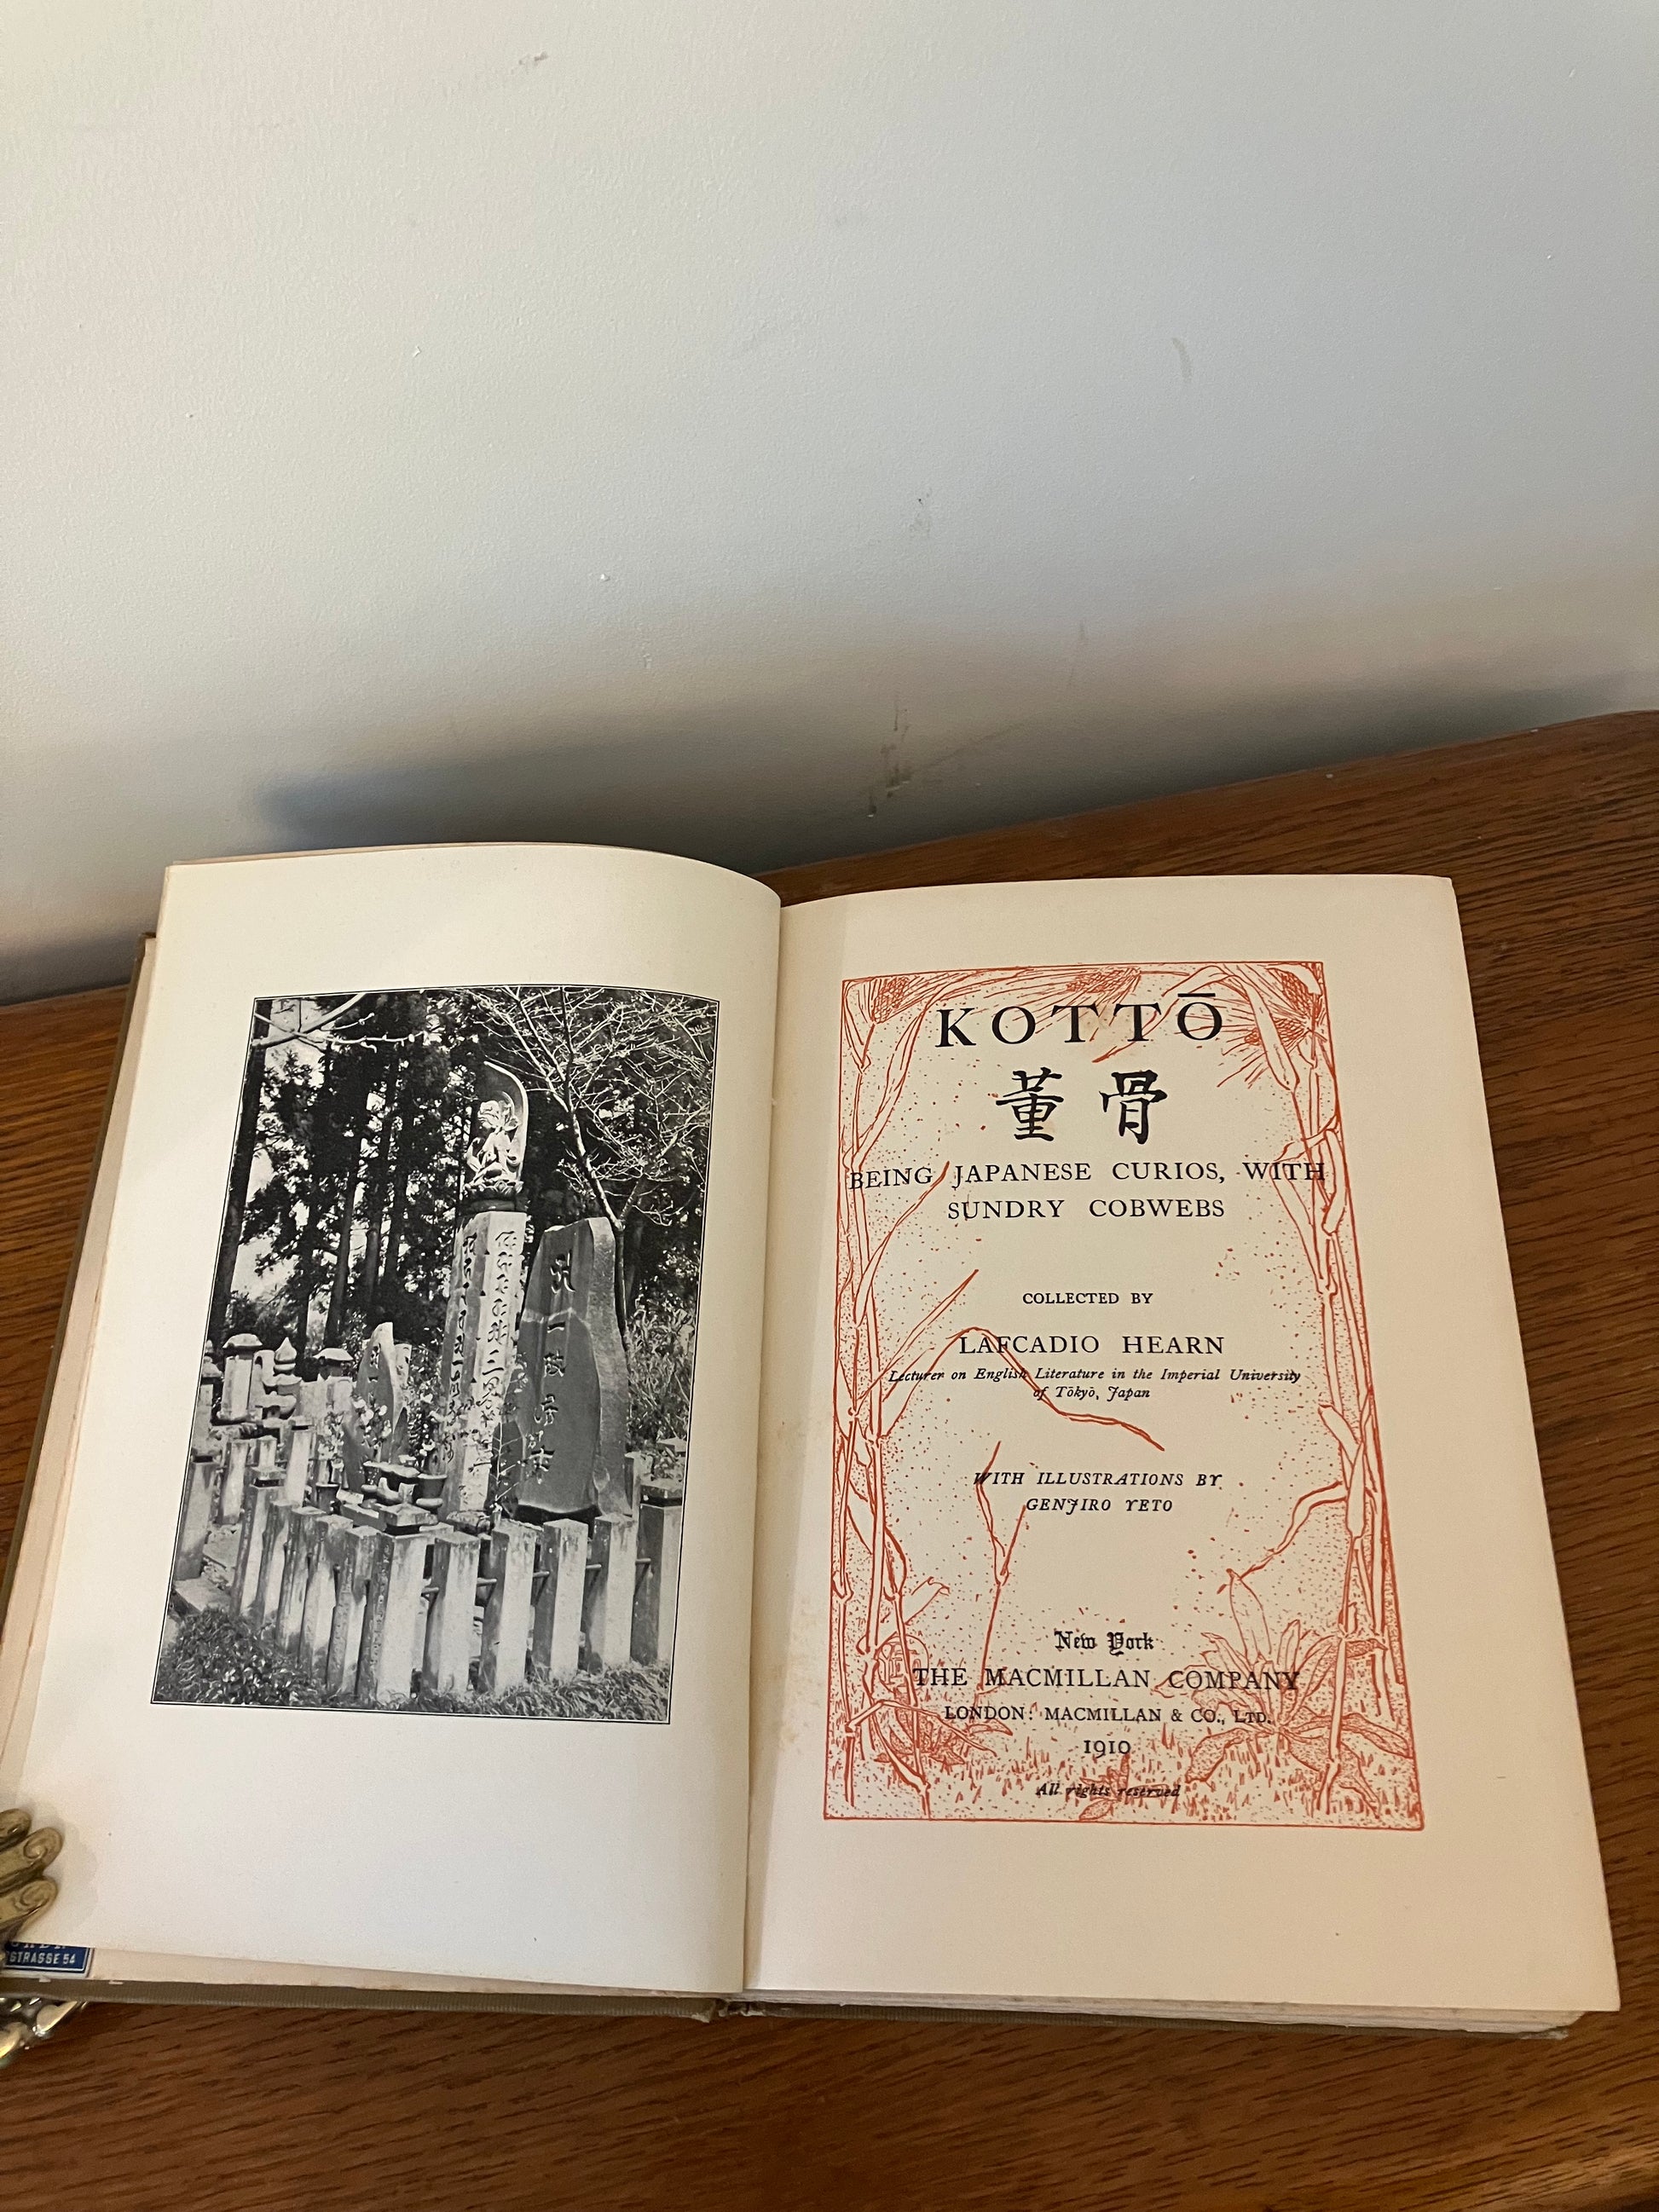 KOTTŌ
董骨
BEING JAPANESE CURIOS, WITH
SUNDRY COBWEBS
COLLECTED BY
LAFCADIO HEARN
Lecturer on English Literature in the Imperial University
of Tōkyō, Japan
WITH ILLUSTRATIONS BY
GENJIRO YETO
New York
THE MACMILLAN COMPANY
LONDON: MACMILLAN & CO., LTD.
1910
All rights reserved
STRASSE 54